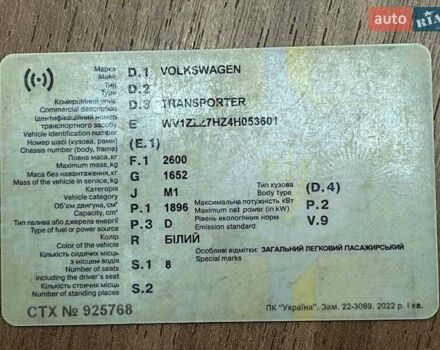 auto RIA
Марка
Make D.1 VOLKSWAGEN
Тип
Type D.2
Комерційний опис
Commercial description D.3 TRANSPORTER
Ідентифікаційний номер
транспортного засобу E
Vehicle identification number
Номер шасі (кузова, рами)
Chassis number (body, frame) (E.1)
Повна маса, кг
Maximum mass, kg F.1 2600
Маса без навантаження, кг
Mass of the vehicle in service, kg G 1652
Категорія
Vehicle category J M1
Тип кузова
Body type (D.4)
Об'єм двигуна, см³
Capacity, cm³ P.1 1896
Максимальна потужність кВт
Maximum net power (in kW) P.2
Тип палива або джерела енергії
Type of fuel or power source P.3 D
Рівень екологічних норм
Emission standard V.9
Колір
Color of the vehicle R БІЛИЙ
Особливі відмітки: ЗАГАЛЬНИЙ ЛЕГКОВИЙ ПАСАЖИРСЬКИЙ
Special marks
Кількість сидячих місць
з місцем водія
Number of seats
including the driver's seat S.1 8
Кількість стоячих місць
Number of standing places S.2
СТХ № 925768
ПК "Україна". Зам. 22-3089. 2022 р. І кв.